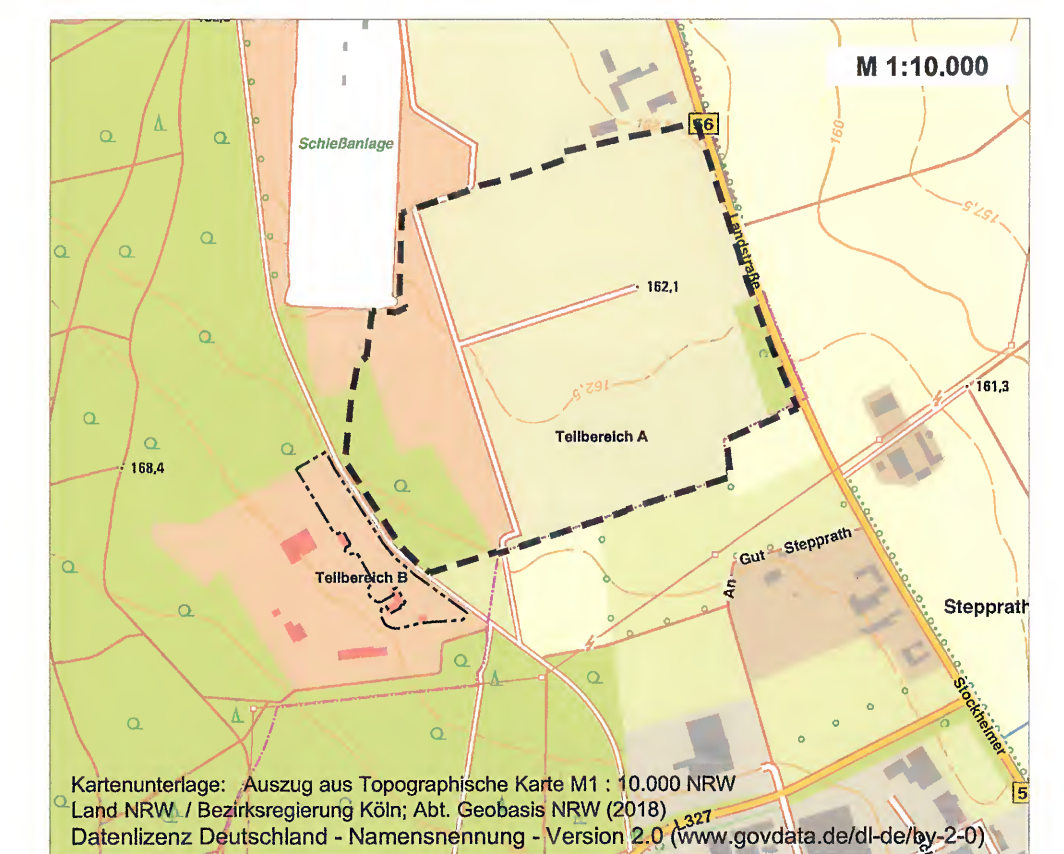 M 1:10.000
56
Schießanlage
160
157,5
Landstraße
162,1
162,5
161,3
Teilbereich A
168,4
Teilbereich B
An Gut Stepprath
Stepprath
Stockheimer
Kartenunterlage: Auszug aus Topographische Karte M1 : 10.000 NRW
Land NRW / Bezirksregierung Köln; Abt. Geobasis NRW (2018)
L327
Datenlizenz Deutschland - Namensnennung - Version 2.0 (www.govdata.de/dl-de/by-2-0)